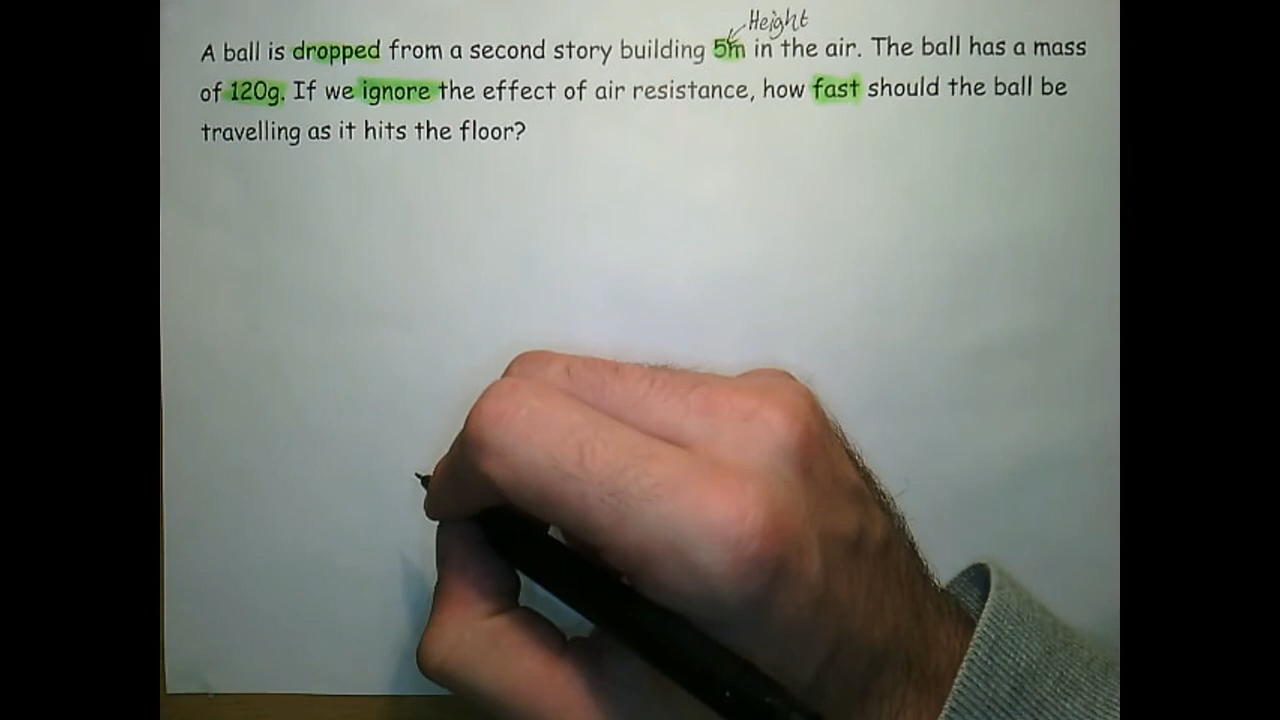 Height
A ball is dropped from a second story building 5m in the air. The ball has a mass
of 120g. If we ignore the effect of air resistance, how fast should the ball be
travelling as it hits the floor?